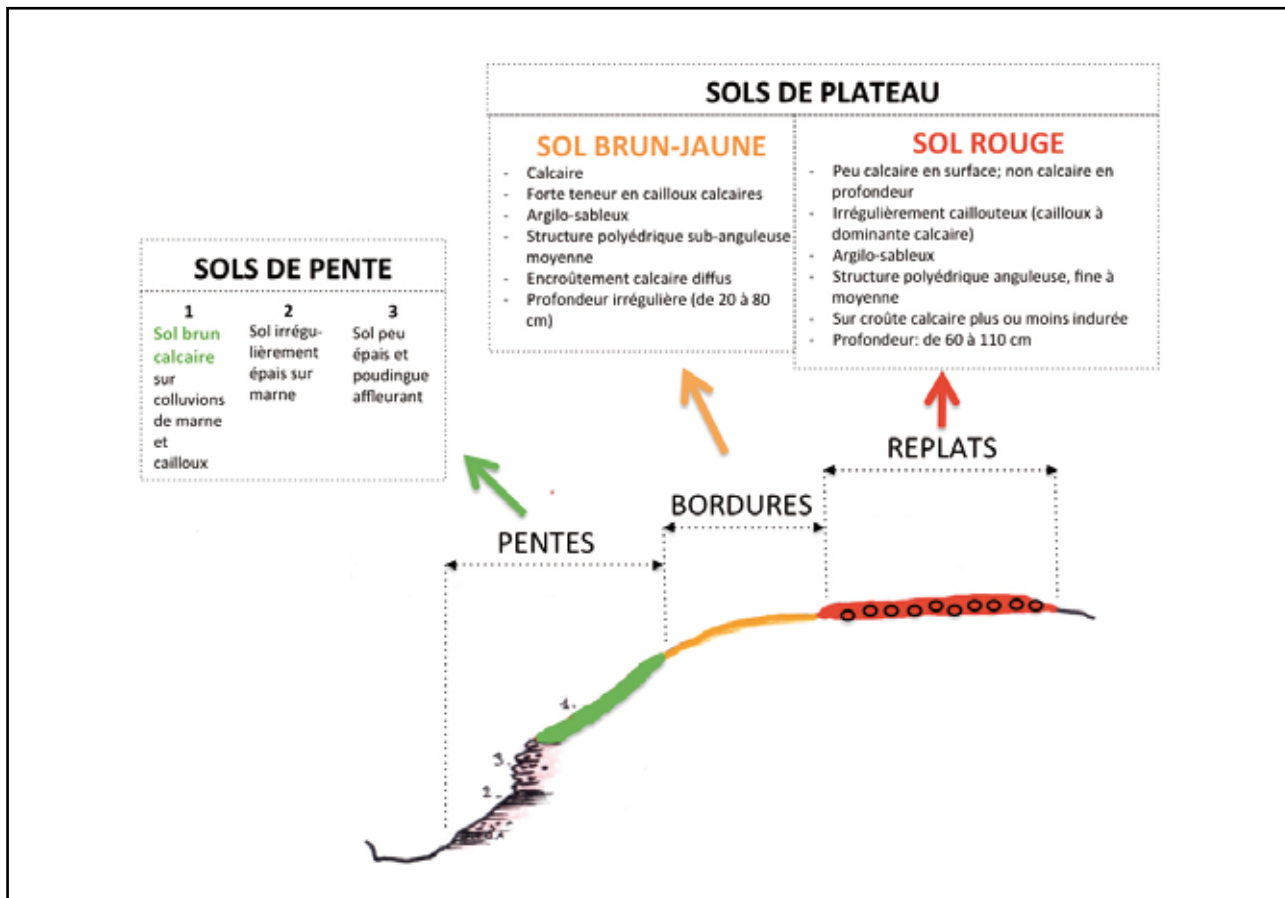 SOLS DE PLATEAU
SOL BRUN-JAUNE
- Calcaire
- Forte teneur en cailloux calcaires
- Argilo-sableux
- Structure polyédrique sub-anguleuse
moyenne
- Encroûtement calcaire diffus
- Profondeur irrégulière (de 20 à 80
cm)
SOL ROUGE
- Peu calcaire en surface; non calcaire en
profondeur
- Irrégulièrement caillouteux (cailloux à
dominante calcaire)
- Argilo-sableux
- Structure polyédrique anguleuse, fine à
moyenne
- Sur croûte calcaire plus ou moins indurée
- Profondeur: de 60 à 110 cm
SOLS DE PENTE
1
Sol brun
calcaire
sur
colluvions
de marne
et
cailloux
2
Sol irrégu-
lièrement
épais sur
marne
3
Sol peu
épais et
poudingue
affleurant
REPLATS
BORDURES
PENTES
1.
3.
2.